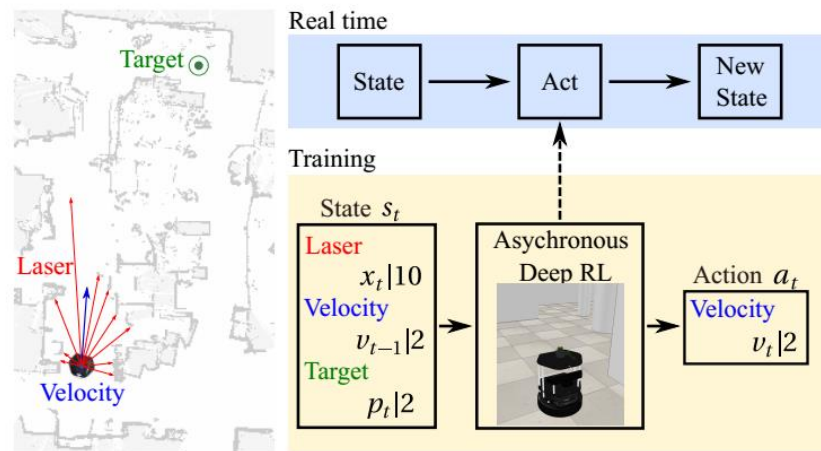 Target
Laser
Velocity
Real time
State
Act
New
State
Training
State s_t
Laser
x_t|10
Velocity
v_{t−1}|2
Target
p_t|2
Asychronous
Deep RL
Action a_t
Velocity
v_t|2